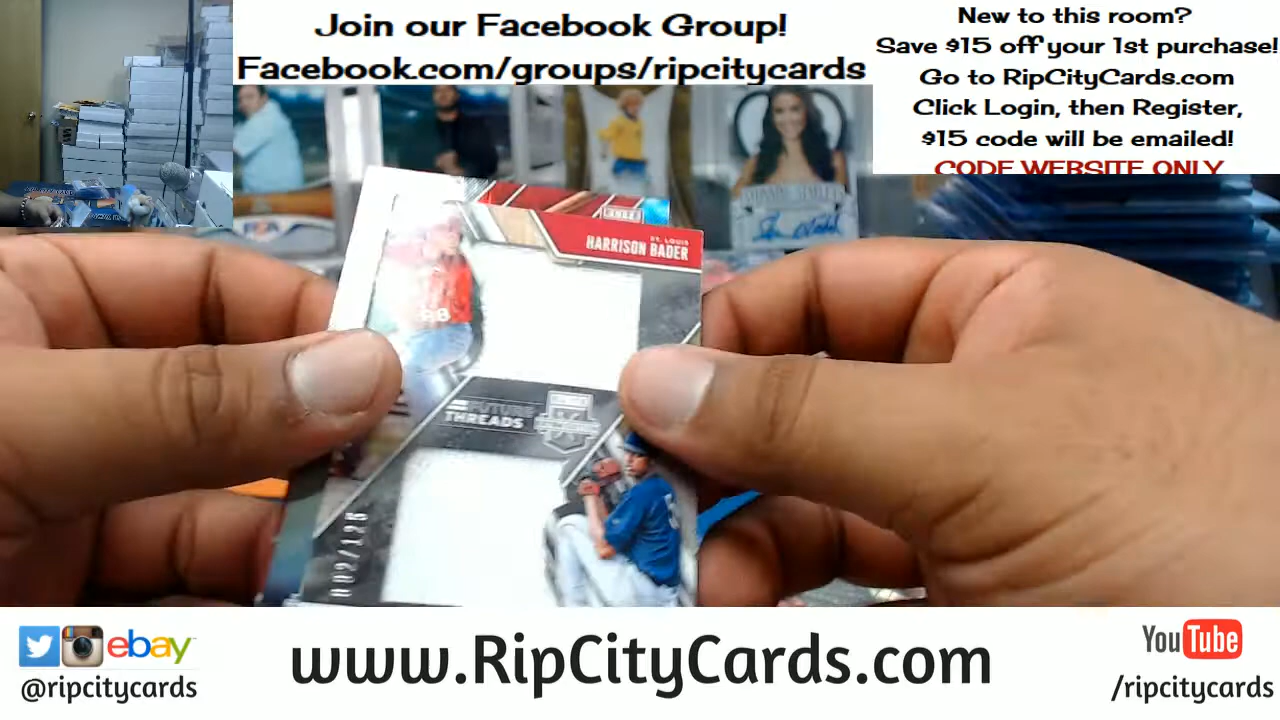 Join our Facebook Group!
Facebook.com/groups/ripcitycards
New to this room?
Save $15 off your 1st purchase!
Go to RipCityCards.com
Click Login, then Register,
$15 code will be emailed!
CODE WEBSITE ONLY
ST. LOUIS
HARRISON BADER
FUTURE
THREADS
002/125
ebay
@ripcitycards
www.RipCityCards.com
YouTube
/ripcitycards